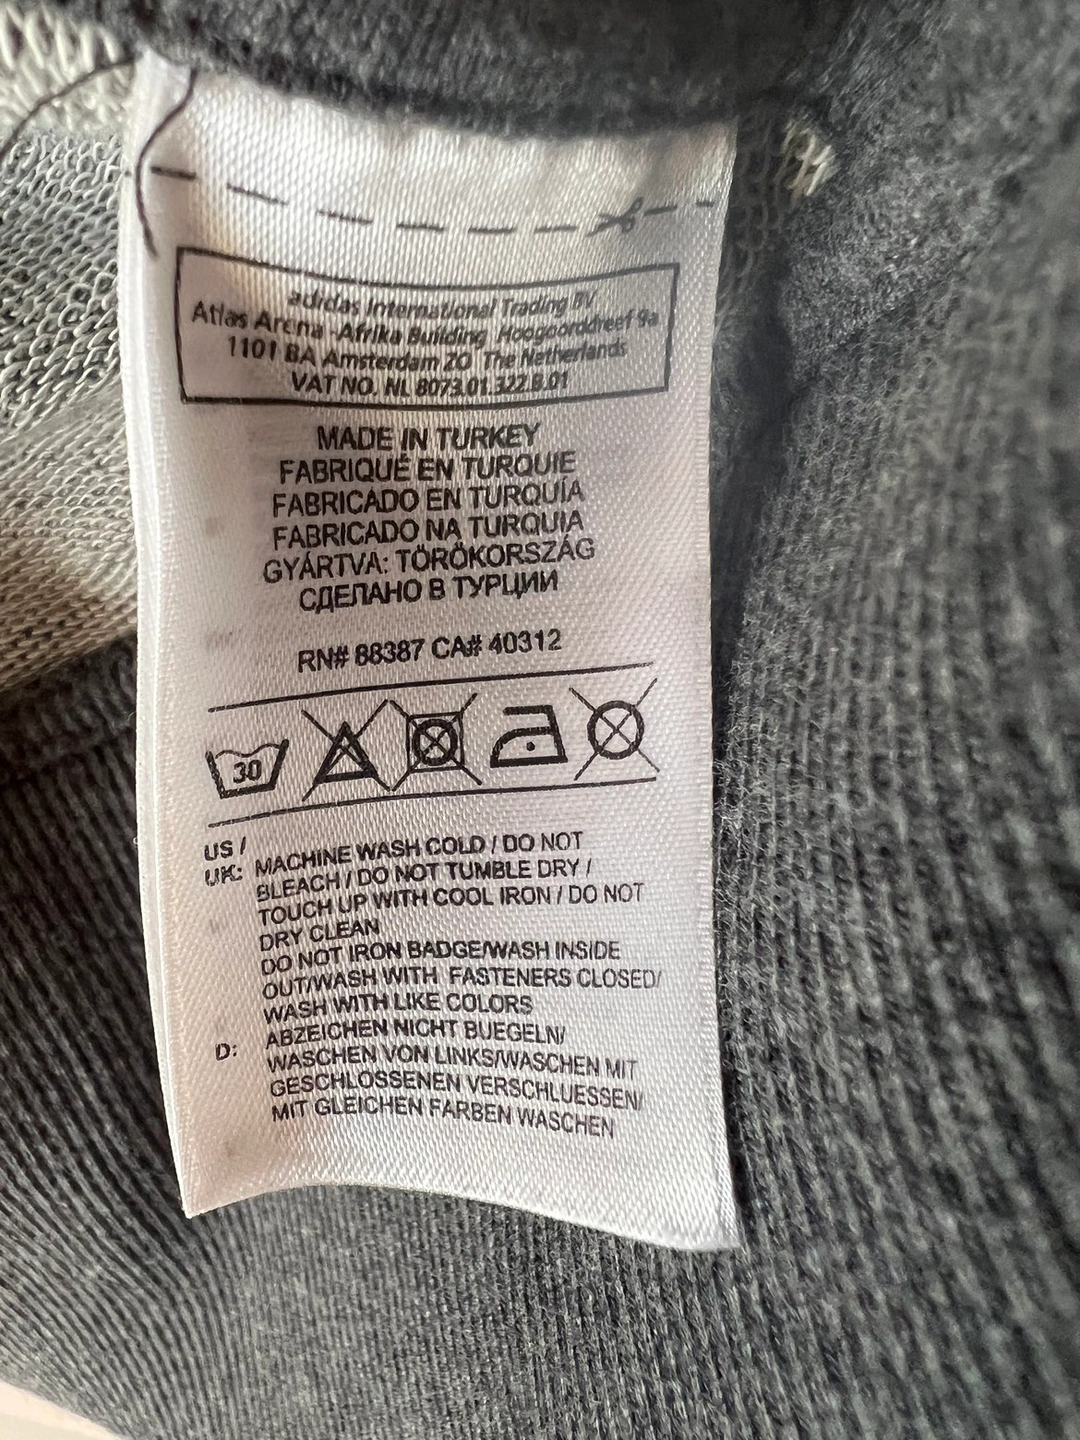 adidas International Trading BV
Atlas Arena -Afrika Building Hoogoorddreef 9a
1101 BA Amsterdam ZO The Netherlands
VAT NO. NL 8073.01.322.B.01
MADE IN TURKEY
FABRIQUÉ EN TURQUIE
FABRICADO EN TURQUÍA
FABRICADO NA TURQUIA
GYÁRTVA: TÖRÖKORSZÁG
СДЕЛАНО В ТУРЦИИ
RN# 88387 CA# 40312
30
US /
UK: MACHINE WASH COLD / DO NOT
BLEACH / DO NOT TUMBLE DRY /
TOUCH UP WITH COOL IRON / DO NOT
DRY CLEAN
DO NOT IRON BADGE/WASH INSIDE
OUT/WASH WITH FASTENERS CLOSED/
WASH WITH LIKE COLORS
D: ABZEICHEN NICHT BUEGELN/
WASCHEN VON LINKS/WASCHEN MIT
GESCHLOSSENEN VERSCHLUESSEN/
MIT GLEICHEN FARBEN WASCHEN